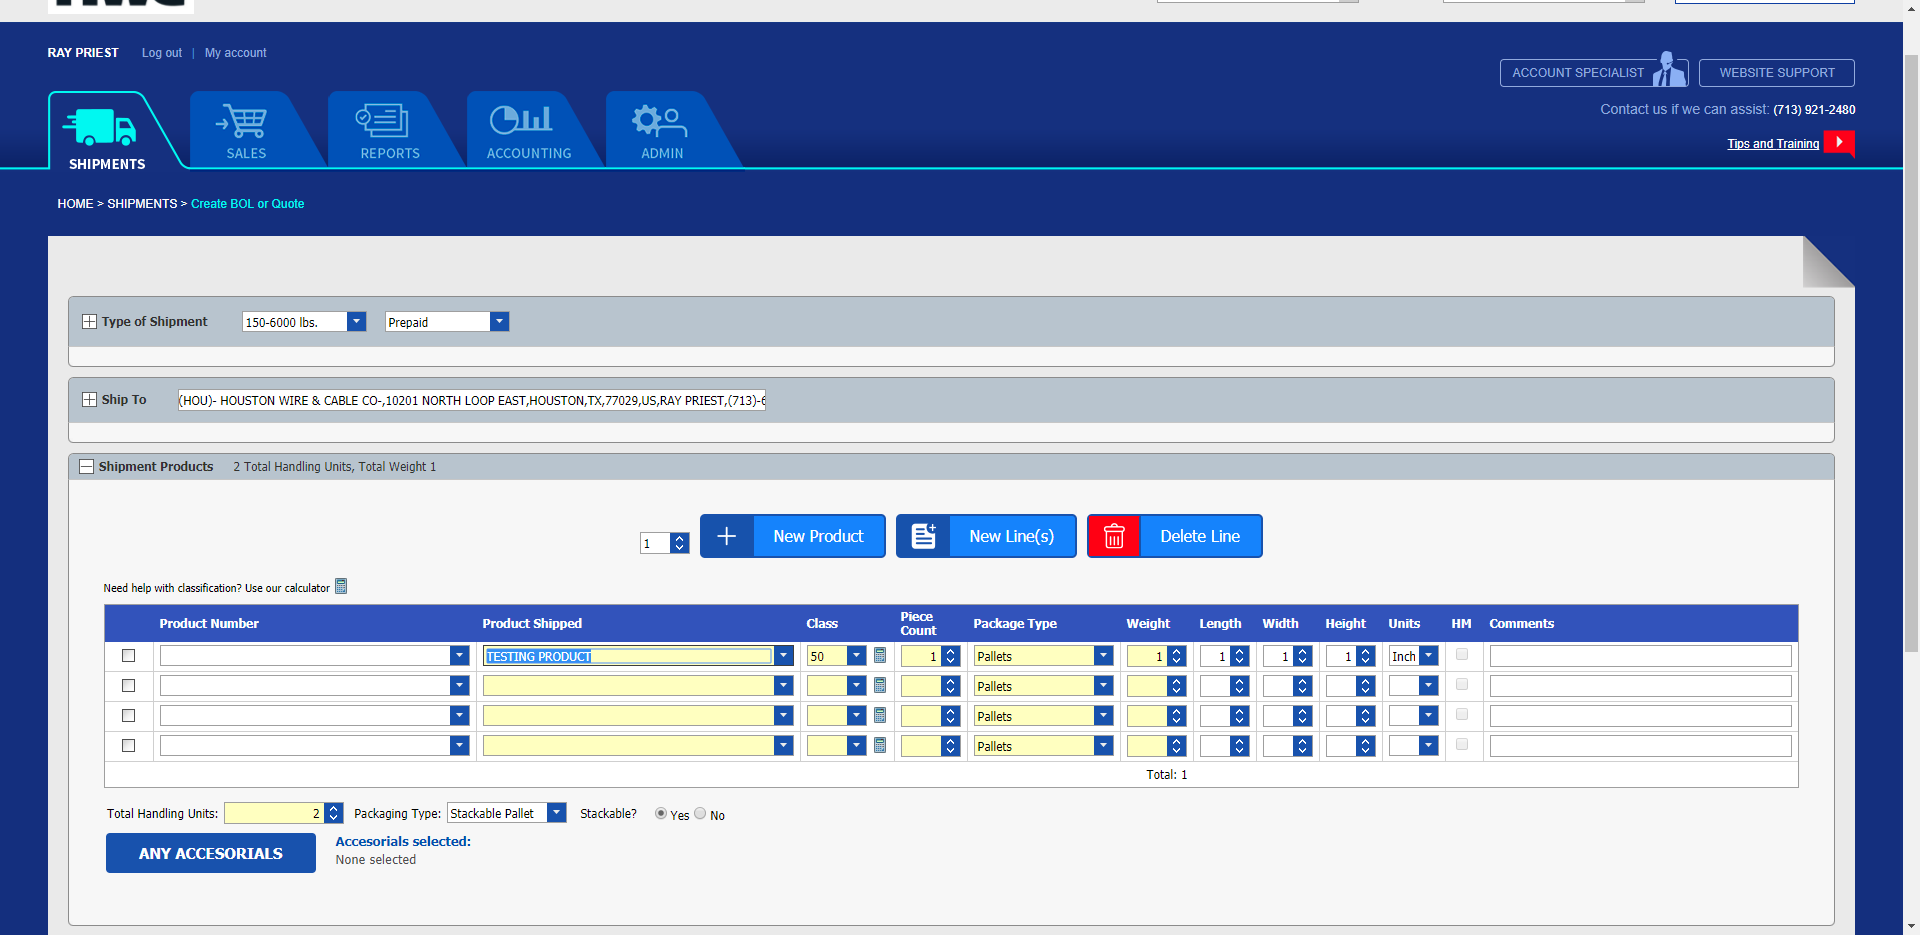 RAY PRIEST Log out | My account
ACCOUNT SPECIALIST WEBSITE SUPPORT
Contact us if we can assist: (713) 921-2480
Tips and Training
SHIPMENTS SALES REPORTS ACCOUNTING ADMIN
HOME > SHIPMENTS > Create BOL or Quote
Type of Shipment 150-6000 lbs. Prepaid
Ship To (HOU)- HOUSTON WIRE & CABLE CO-,10201 NORTH LOOP EAST,HOUSTON,TX,77029,US,RAY PRIEST,(713)-6
Shipment Products 2 Total Handling Units, Total Weight 1
1 New Product New Line(s) Delete Line
Need help with classification? Use our calculator
Product Number Product Shipped Class Piece Count Package Type Weight Length Width Height Units HM Comments
TESTING PRODUCT 50 1 Pallets 1 1 1 1 Inch
Pallets
Pallets
Pallets
Total: 1
Total Handling Units: 2 Packaging Type: Stackable Pallet Stackable? Yes No
ANY ACCESORIALS Accesorials selected:
None selected